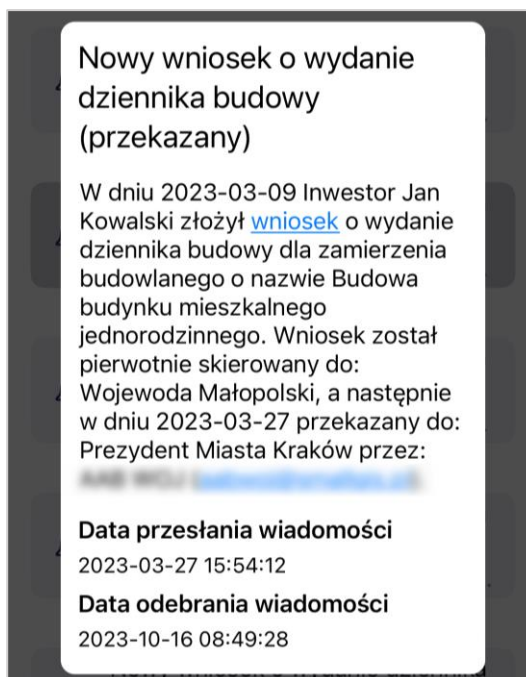 Nowy wniosek o wydanie
dziennika budowy
(przekazany)
W dniu 2023-03-09 Inwestor Jan
Kowalski złożył wniosek o wydanie
dziennika budowy dla zamierzenia
budowlanego o nazwie Budowa
budynku mieszkalnego
jednorodzinnego. Wniosek został
pierwotnie skierowany do:
Wojewoda Małopolski, a następnie
w dniu 2023-03-27 przekazany do:
Prezydent Miasta Kraków przez:
Data przesłania wiadomości
2023-03-27 15:54:12
Data odebrania wiadomości
2023-10-16 08:49:28